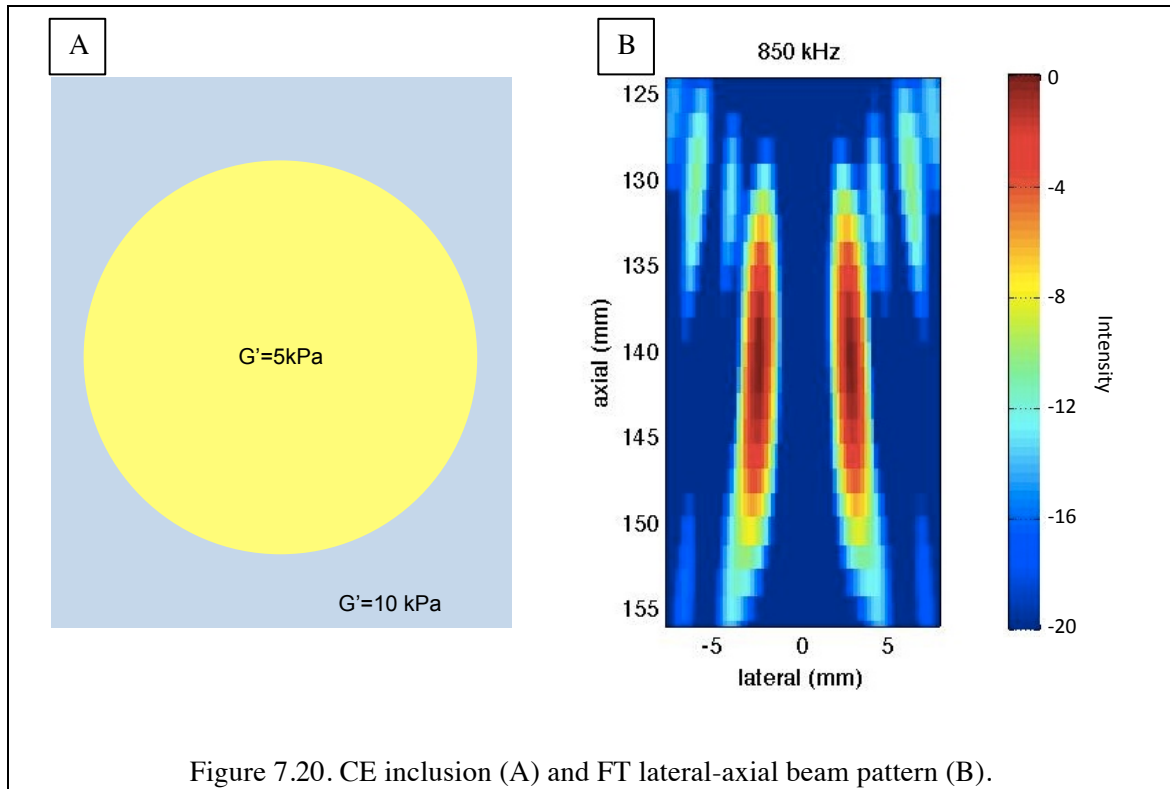 A
G'=5kPa
G'=10 kPa
B
850 kHz
125
130
135
140
145
150
155
axial (mm)
-5
0
5
lateral (mm)
0
-4
-8
-12
-16
-20
Intensity
Figure 7.20. CE inclusion (A) and FT lateral-axial beam pattern (B).